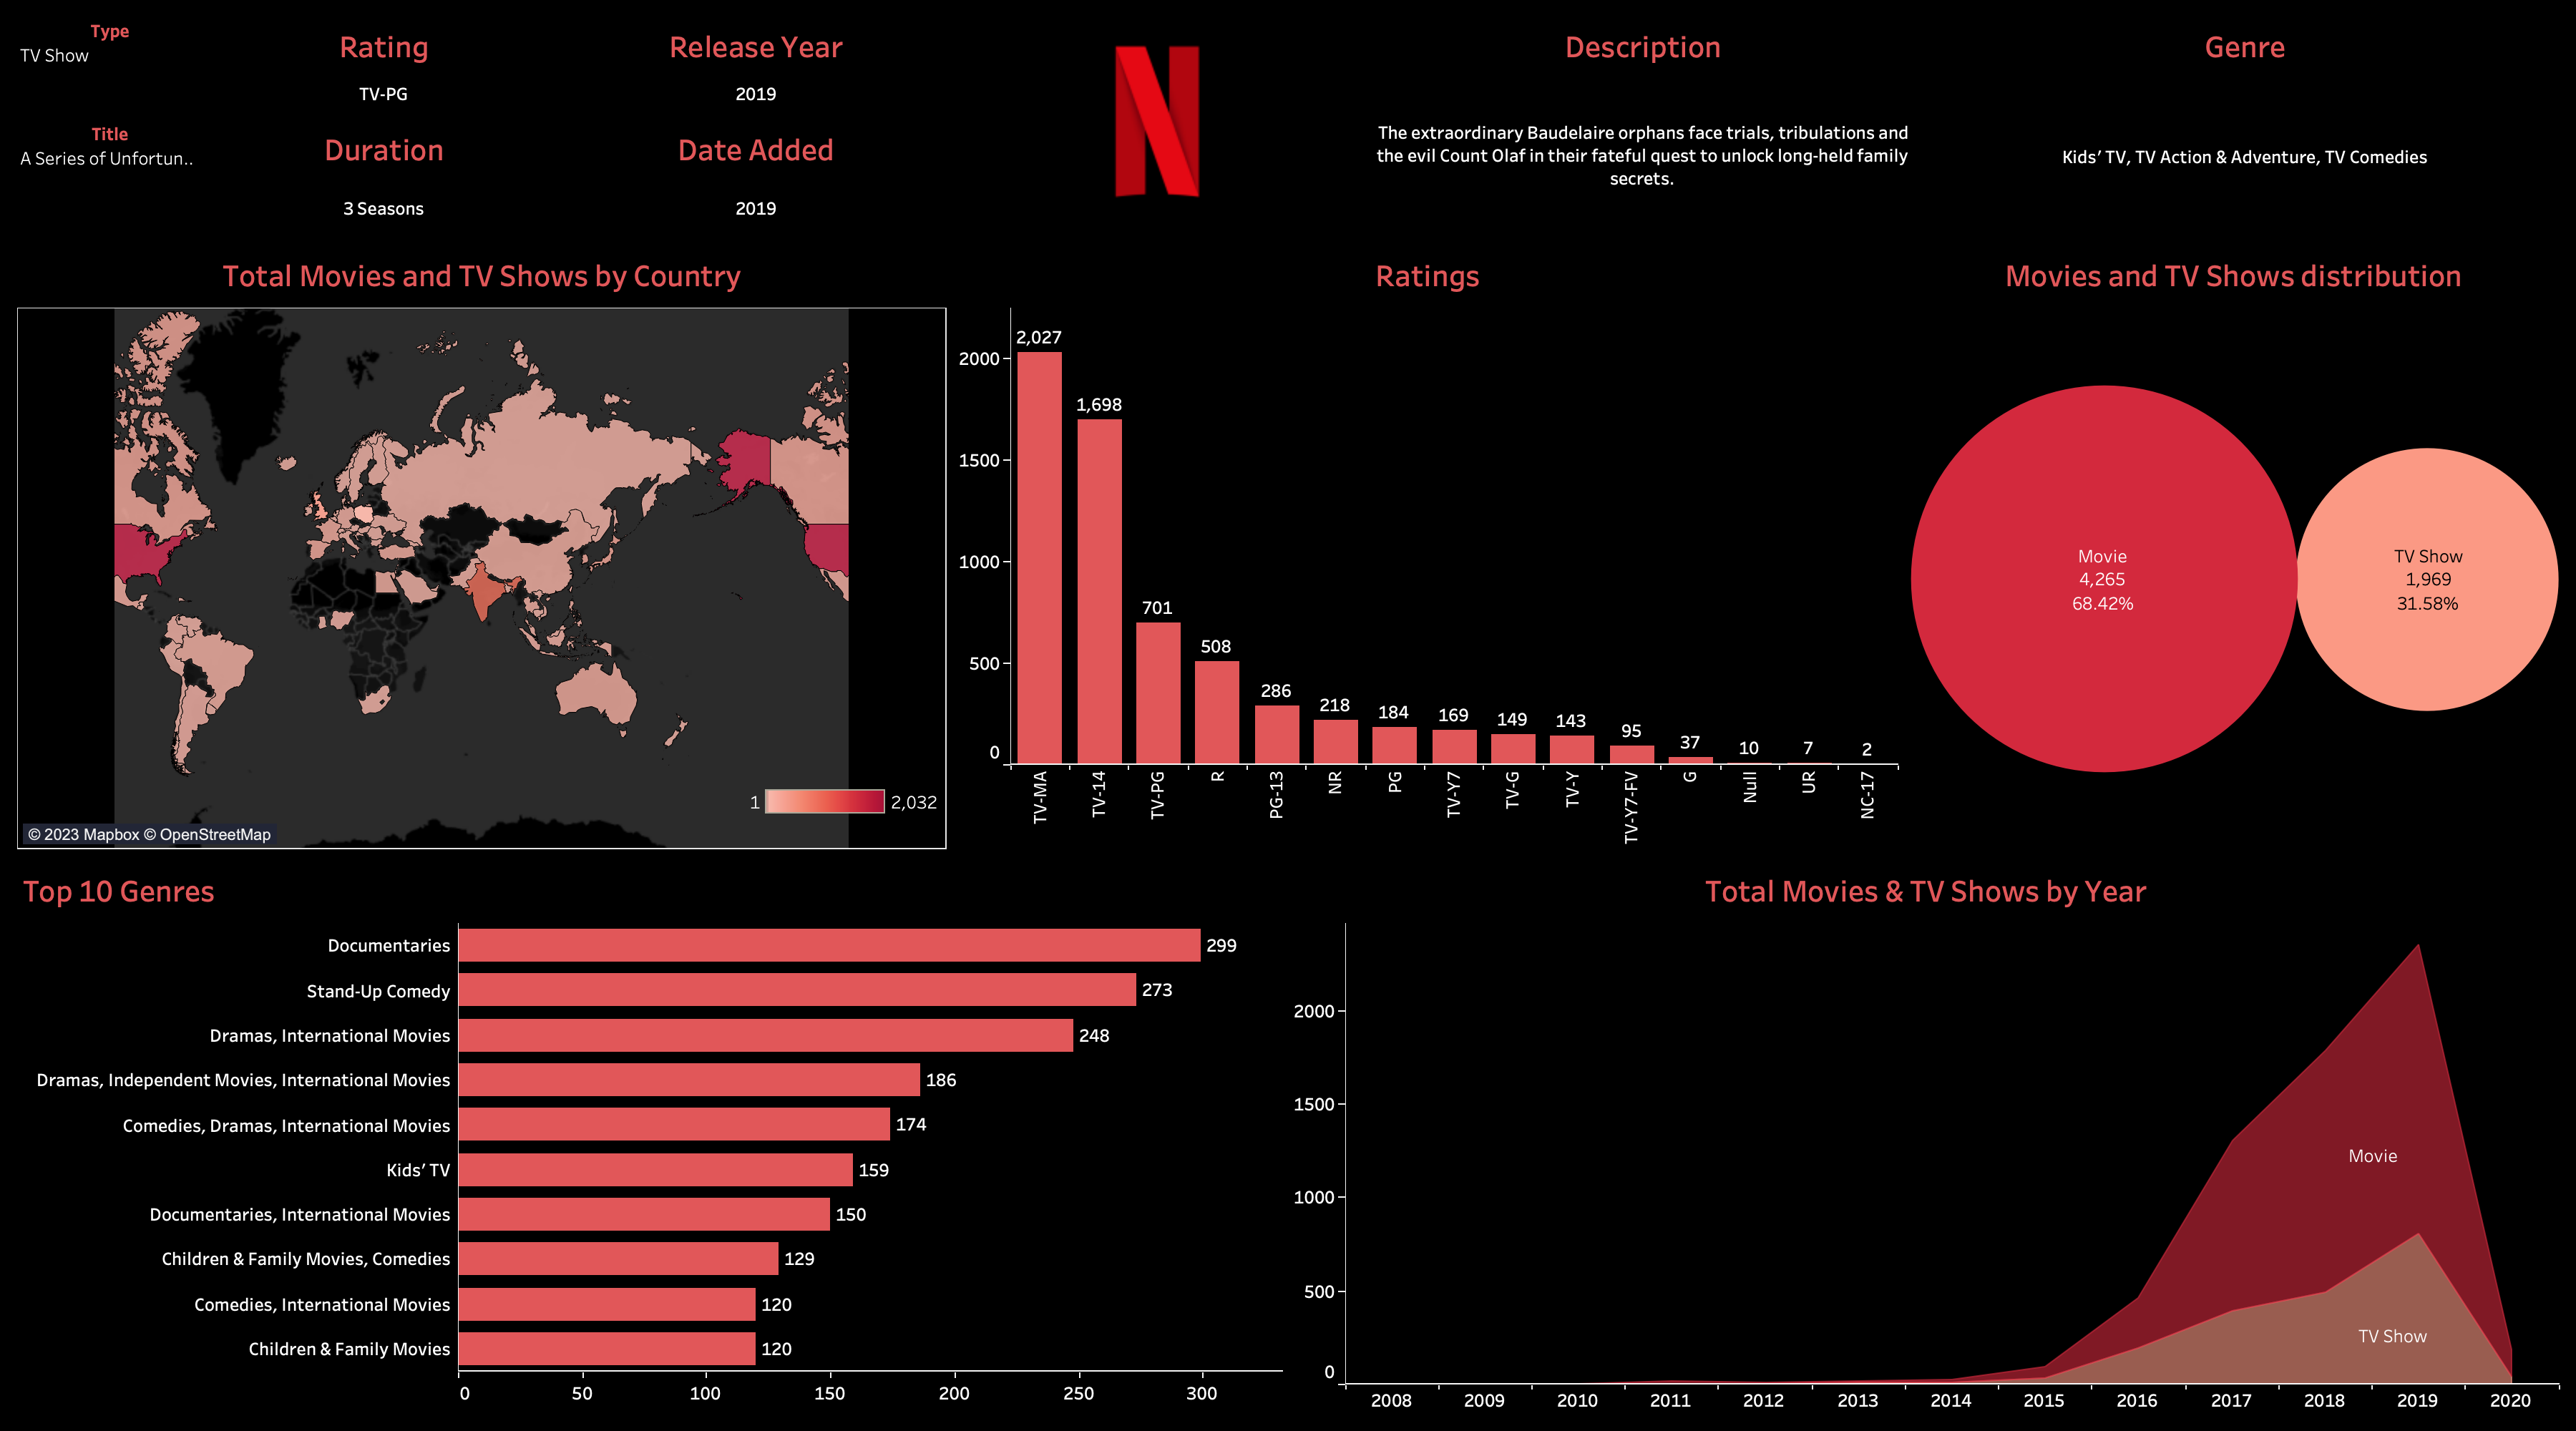 Type
TV Show
Rating
TV-PG
Release Year
2019
Title
A Series of Unfortun..
Duration
3 Seasons
Date Added
2019
N
Description
The extraordinary Baudelaire orphans face trials, tribulations and
the evil Count Olaf in their fateful quest to unlock long-held family
secrets.
Genre
Kids' TV, TV Action & Adventure, TV Comedies
Total Movies and TV Shows by Country
1
2,032
© 2023 Mapbox © OpenStreetMap
Ratings
2000
1500
1000
500
0
2,027
1,698
701
508
286
218
184
169
149
143
95
37
10
7
2
TV-MA
TV-14
TV-PG
R
PG-13
NR
PG
TV-Y7
TV-G
TV-Y
TV-Y7-FV
G
Null
UR
NC-17
Movies and TV Shows distribution
Movie
4,265
68.42%
TV Show
1,969
31.58%
Top 10 Genres
Documentaries
299
Stand-Up Comedy
273
Dramas, International Movies
248
Dramas, Independent Movies, International Movies
186
Comedies, Dramas, International Movies
174
Kids' TV
159
Documentaries, International Movies
150
Children & Family Movies, Comedies
129
Comedies, International Movies
120
Children & Family Movies
120
0 50 100 150 200 250 300
Total Movies & TV Shows by Year
2000
1500
1000
500
0
Movie
TV Show
2008 2009 2010 2011 2012 2013 2014 2015 2016 2017 2018 2019 2020